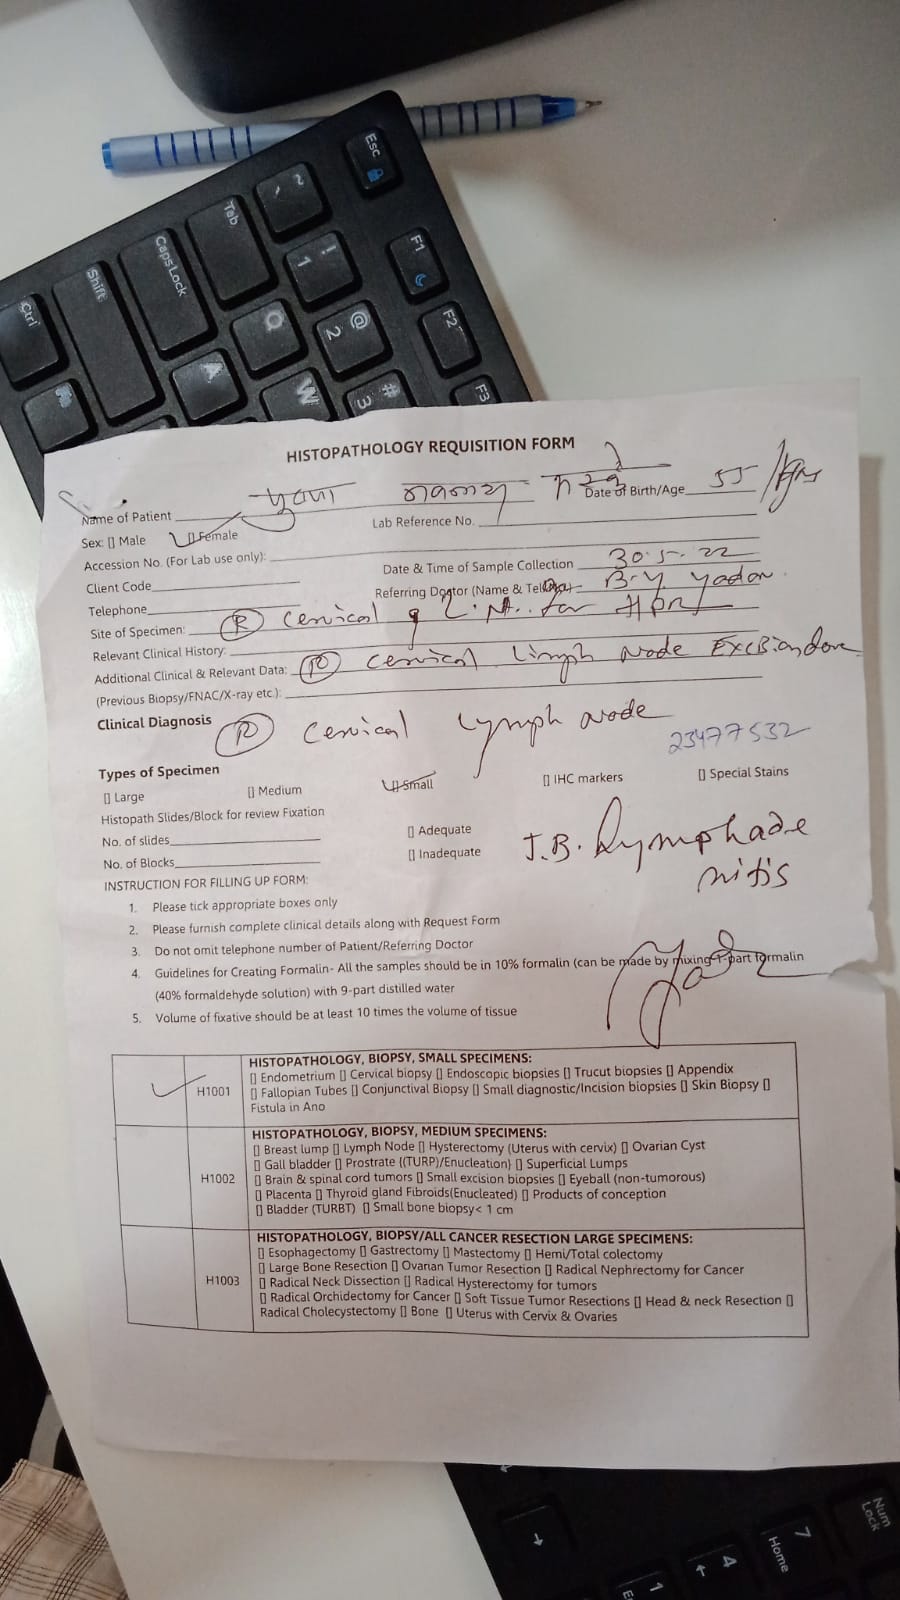 HISTOPATHOLOGY REQUISITION FORM
Name of Patient Date of Birth/Age 55
Sex: [] Male [] Female Lab Reference No.
Accession No. (For Lab use only):
Client Code Date & Time of Sample Collection 30.5.22
Telephone Referring Doctor (Name & Tel B.Y yadav.
Site of Specimen: (R) cervical L.N. for HPR
Relevant Clinical History:
Additional Clinical & Relevant Data: (R) cervical limph node
(Previous Biopsy/FNAC/X-ray etc.):
Clinical Diagnosis (R) cervical lymph node
23477532
Types of Specimen
[] Large [] Medium [] Small [] IHC markers [] Special Stains
Histopath Slides/Block for review Fixation
No. of slides [] Adequate
No. of Blocks [] Inadequate
T.B. Lymphade
nitis
INSTRUCTION FOR FILLING UP FORM:
1. Please tick appropriate boxes only
2. Please furnish complete clinical details along with Request Form
3. Do not omit telephone number of Patient/Referring Doctor
4. Guidelines for Creating Formalin- All the samples should be in 10% formalin (can be made by mixing 1-part formalin
(40% formaldehyde solution) with 9-part distilled water
5. Volume of fixative should be at least 10 times the volume of tissue
H1001
HISTOPATHOLOGY, BIOPSY, SMALL SPECIMENS:
[] Endometrium [] Cervical biopsy [] Endoscopic biopsies [] Trucut biopsies [] Appendix
[] Fallopian Tubes [] Conjunctival Biopsy [] Small diagnostic/Incision biopsies [] Skin Biopsy []
Fistula in Ano
H1002
HISTOPATHOLOGY, BIOPSY, MEDIUM SPECIMENS:
[] Breast lump [] Lymph Node [] Hysterectomy (Uterus with cervix) [] Ovarian Cyst
[] Gall bladder [] Prostrate {(TURP)/Enucleation} [] Superficial Lumps
[] Brain & spinal cord tumors [] Small excision biopsies [] Eyeball (non-tumorous)
[] Placenta [] Thyroid gland Fibroids(Enucleated) [] Products of conception
[] Bladder (TURBT) [] Small bone biopsy< 1 cm
H1003
HISTOPATHOLOGY, BIOPSY/ALL CANCER RESECTION LARGE SPECIMENS:
[] Esophagectomy [] Gastrectomy [] Mastectomy [] Hemi/Total colectomy
[] Large Bone Resection [] Ovarian Tumor Resection [] Radical Nephrectomy for Cancer
[] Radical Neck Dissection [] Radical Hysterectomy for tumors
[] Radical Orchidectomy for Cancer [] Soft Tissue Tumor Resections [] Head & neck Resection []
Radical Cholecystectomy [] Bone [] Uterus with Cervix & Ovaries
Esc
F1
F2
F3
~
`
! 1
@ 2
# 3
Tab
Q
W
CapsLock
A
Shift
Ctrl
Num Lock
7 Home
4
1